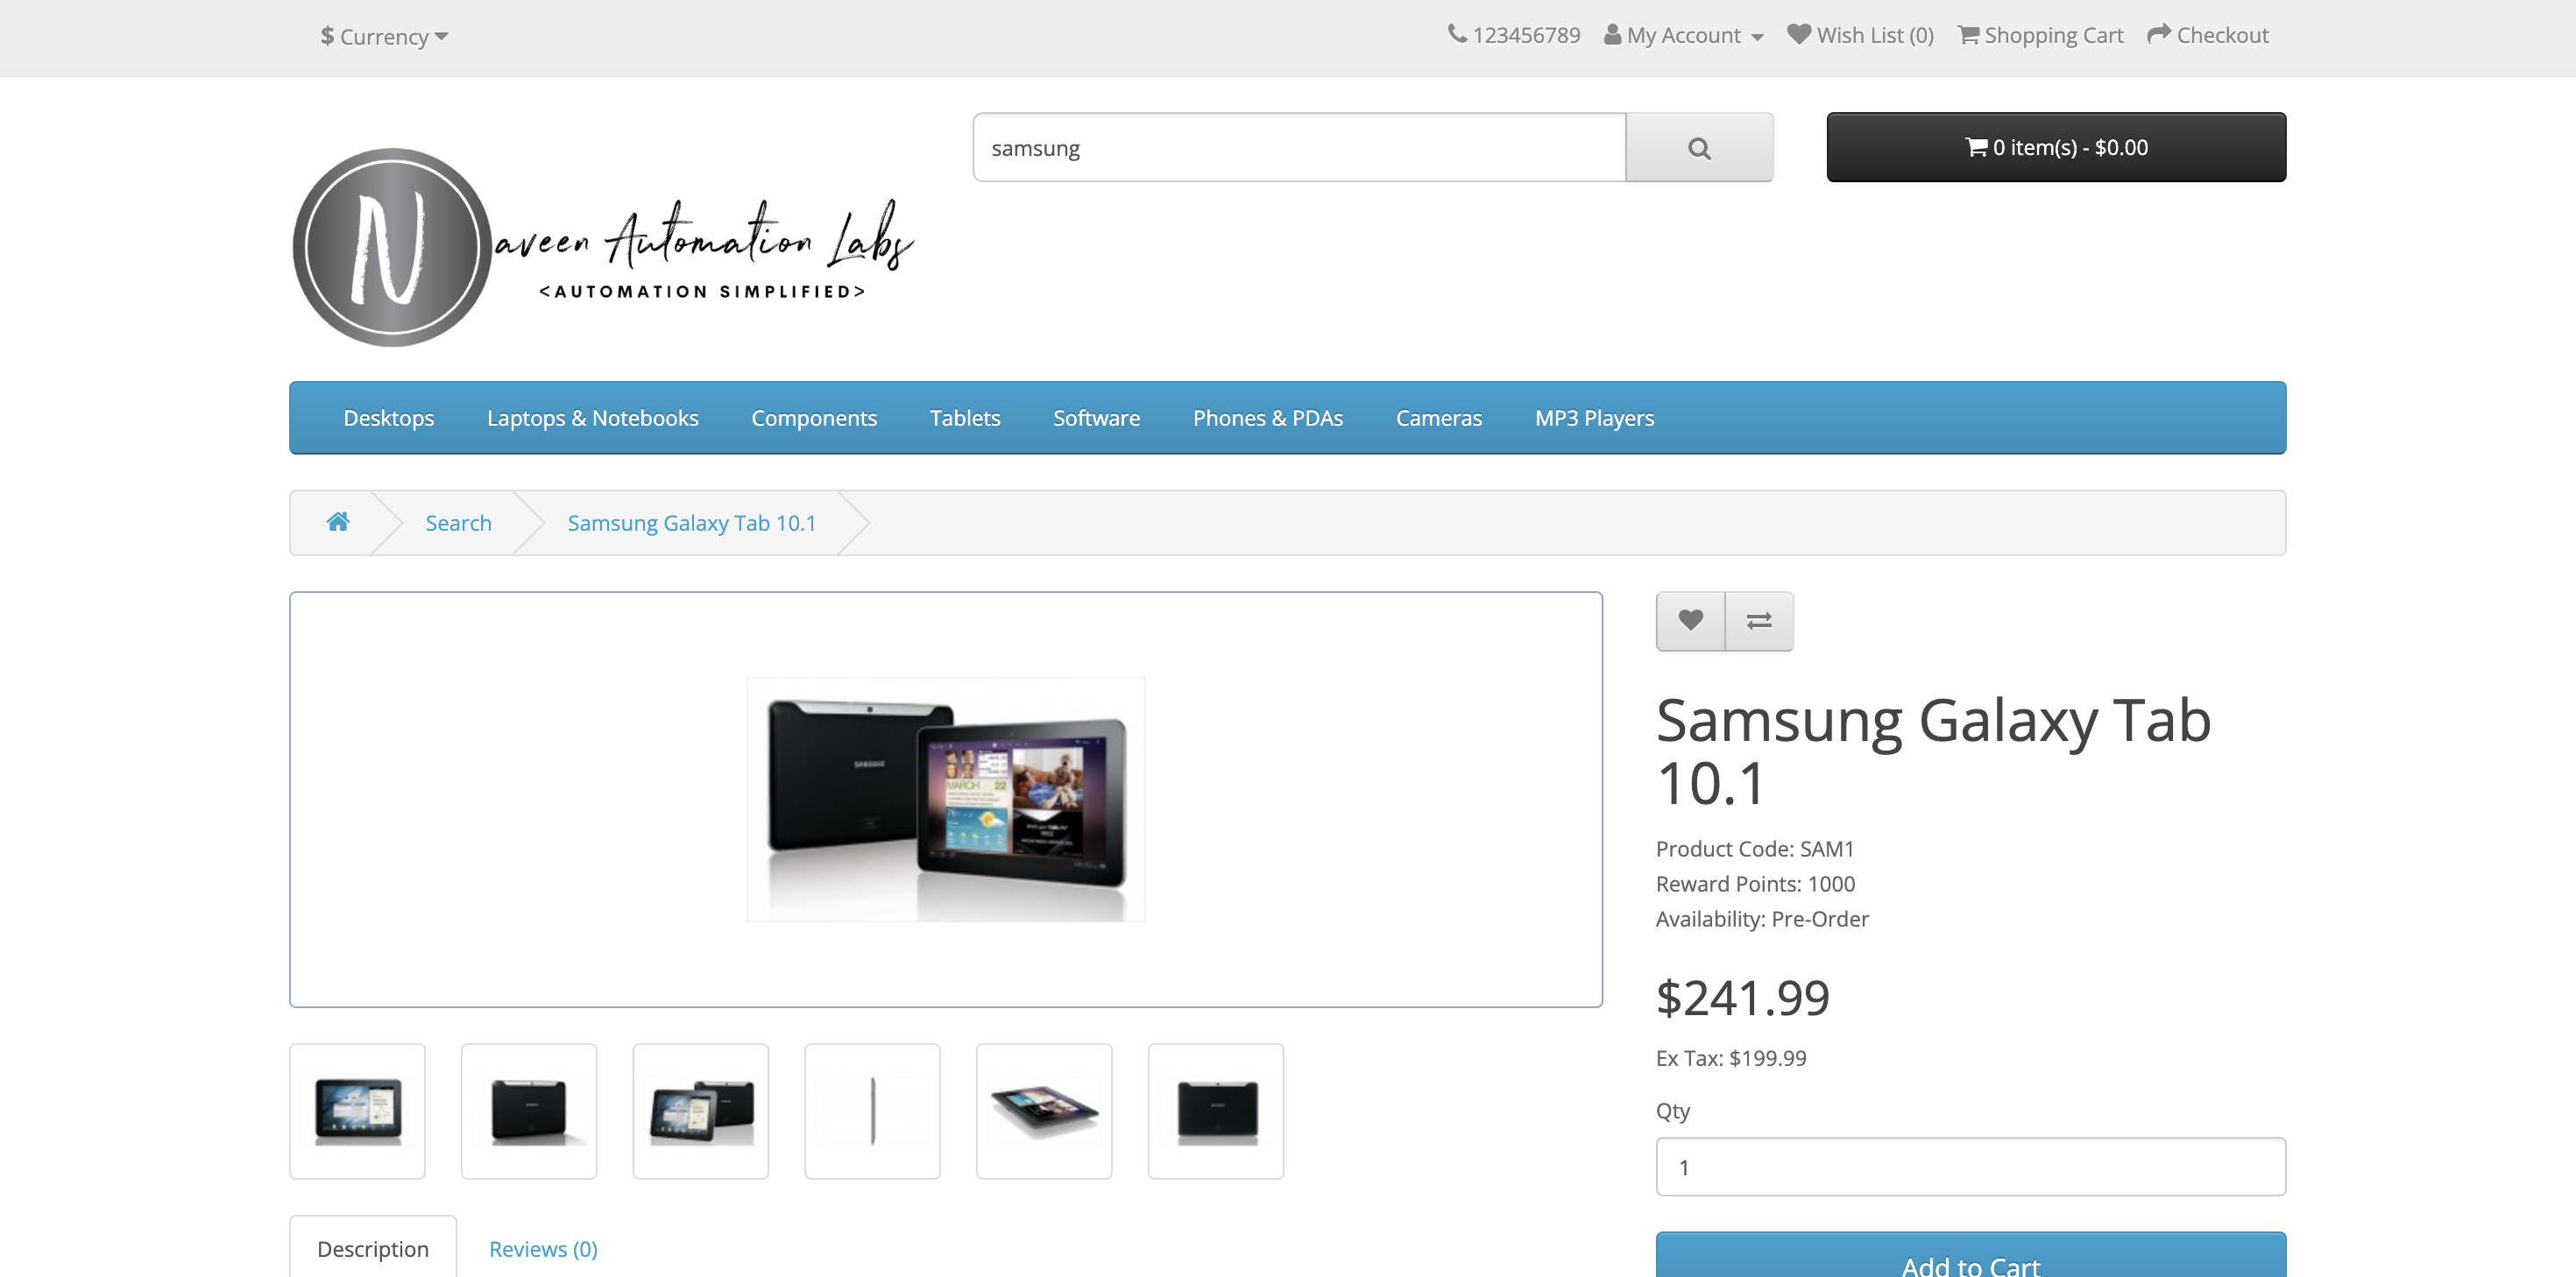 $ Currency
123456789 My Account Wish List (0) Shopping Cart Checkout
samsung
0 item(s) - $0.00
Naveen Automation Labs
<AUTOMATION SIMPLIFIED>
Desktops Laptops & Notebooks Components Tablets Software Phones & PDAs Cameras MP3 Players
Search Samsung Galaxy Tab 10.1
SAMSUNG
MARCH 22
Samsung Galaxy Tab
10.1
Product Code: SAM1
Reward Points: 1000
Availability: Pre-Order
$241.99
Ex Tax: $199.99
Qty
1
Description Reviews (0)
Add to Cart